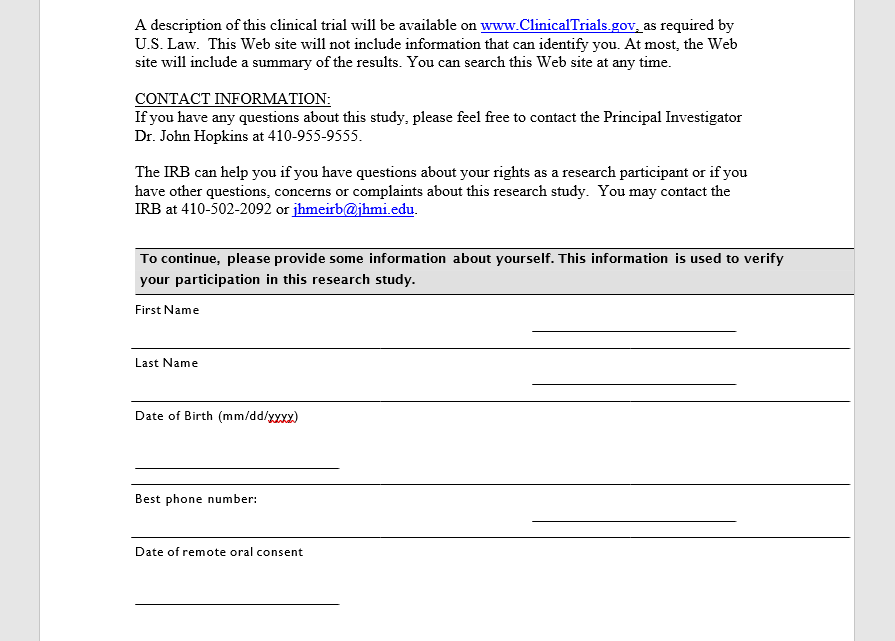 A description of this clinical trial will be available on www.ClinicalTrials.gov, as required by
U.S. Law.  This Web site will not include information that can identify you. At most, the Web
site will include a summary of the results. You can search this Web site at any time.
CONTACT INFORMATION:
If you have any questions about this study, please feel free to contact the Principal Investigator
Dr. John Hopkins at 410-955-9555.
The IRB can help you if you have questions about your rights as a research participant or if you
have other questions, concerns or complaints about this research study.  You may contact the
IRB at 410-502-2092 or jhmeirb@jhmi.edu.
To continue, please provide some information about yourself. This information is used to verify
your participation in this research study.
First Name
Last Name
Date of Birth (mm/dd/yyyy)
Best phone number:
Date of remote oral consent